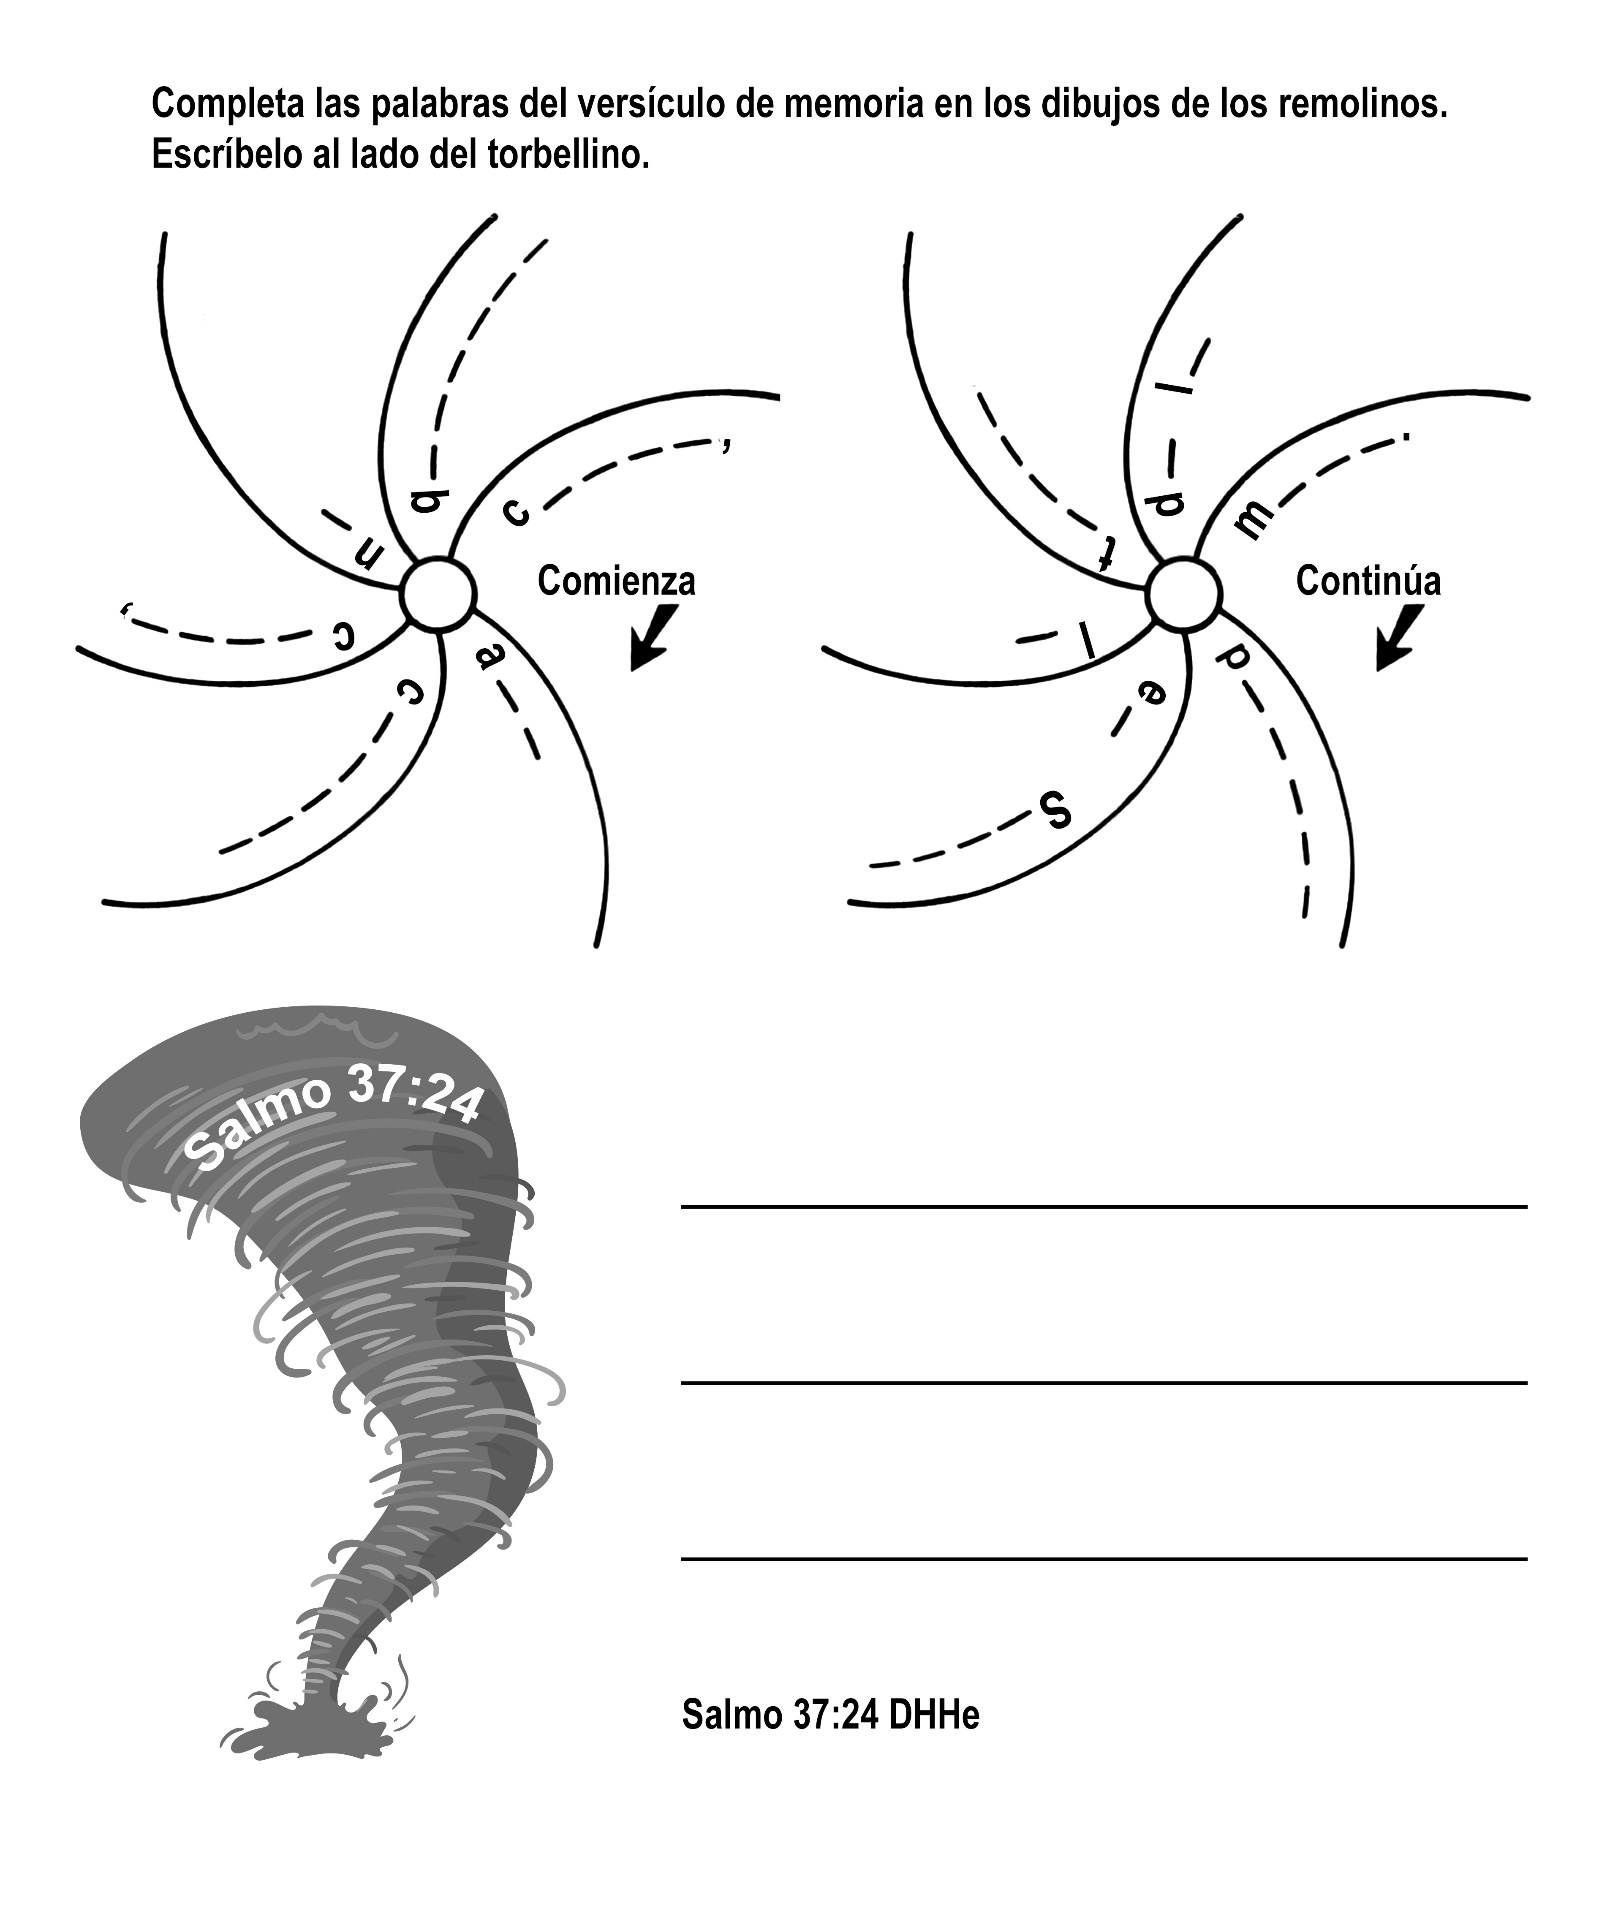 Completa las palabras del versículo de memoria en los dibujos de los remolinos.
Escríbelo al lado del torbellino.
Comienza
a
c
c ,
n
q
c ,
Continúa
p
e S
l
t
d l
m .
Salmo 37:24
Salmo 37:24 DHHe